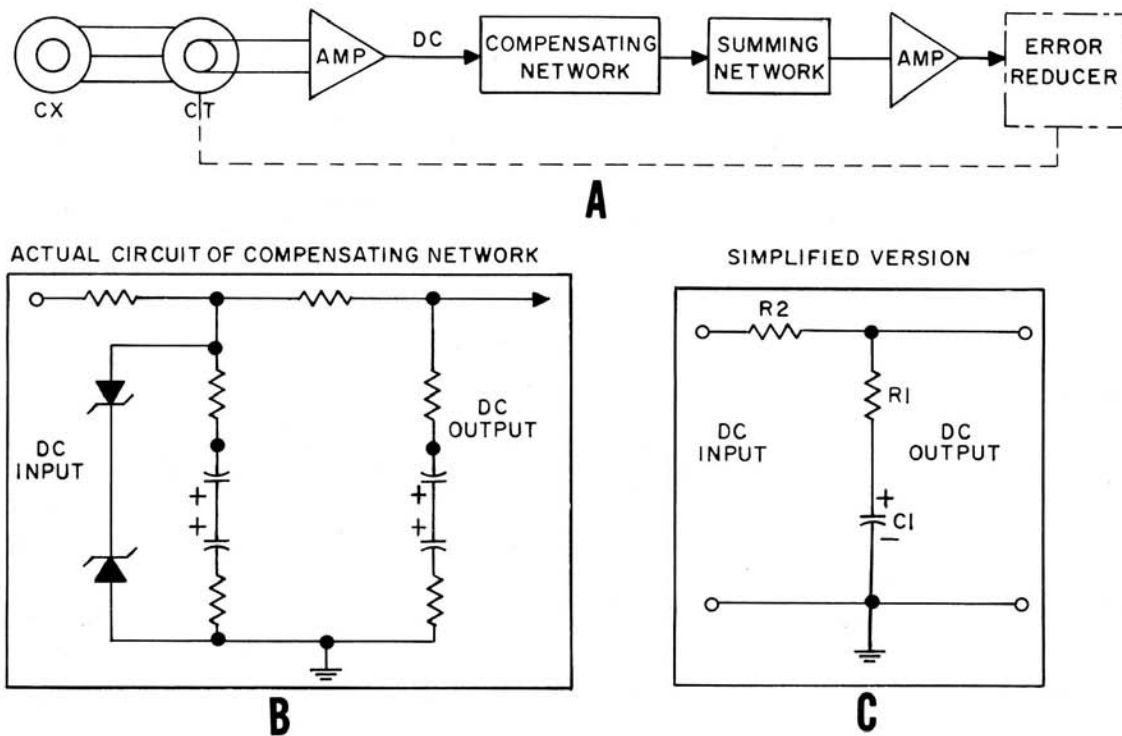 CX
CT
AMP
DC
COMPENSATING
NETWORK
SUMMING
NETWORK
AMP
ERROR
REDUCER
A
ACTUAL CIRCUIT OF COMPENSATING NETWORK
DC
INPUT
+
+
+
+
DC
OUTPUT
B
SIMPLIFIED VERSION
R2
R1
DC
INPUT
DC
OUTPUT
+
C1
–
C